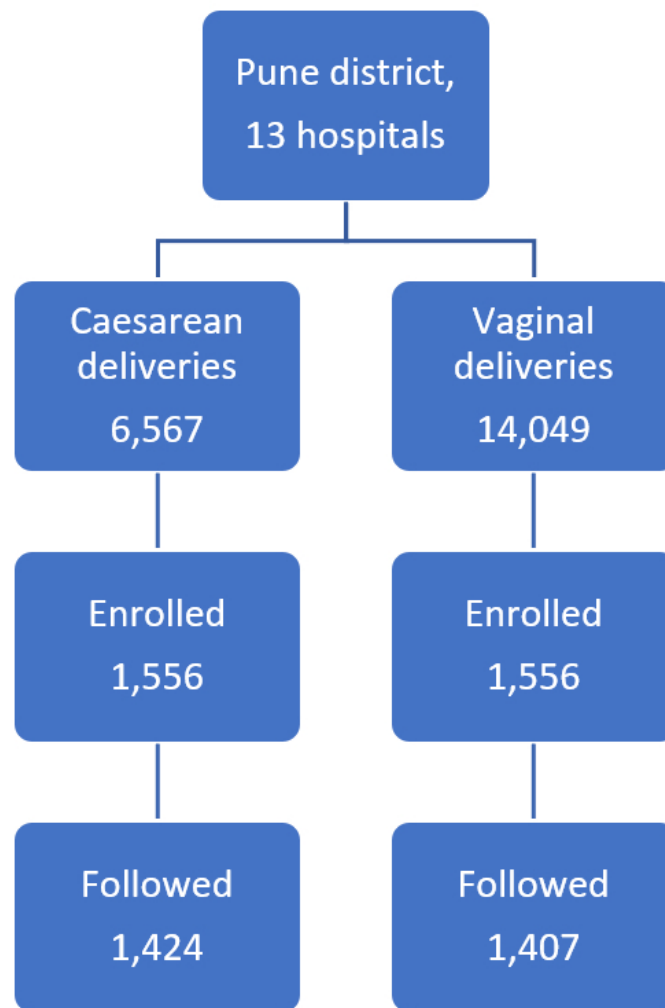 Pune district,
13 hospitals
Caesarean
deliveries
6,567
Vaginal
deliveries
14,049
Enrolled
1,556
Enrolled
1,556
Followed
1,424
Followed
1,407